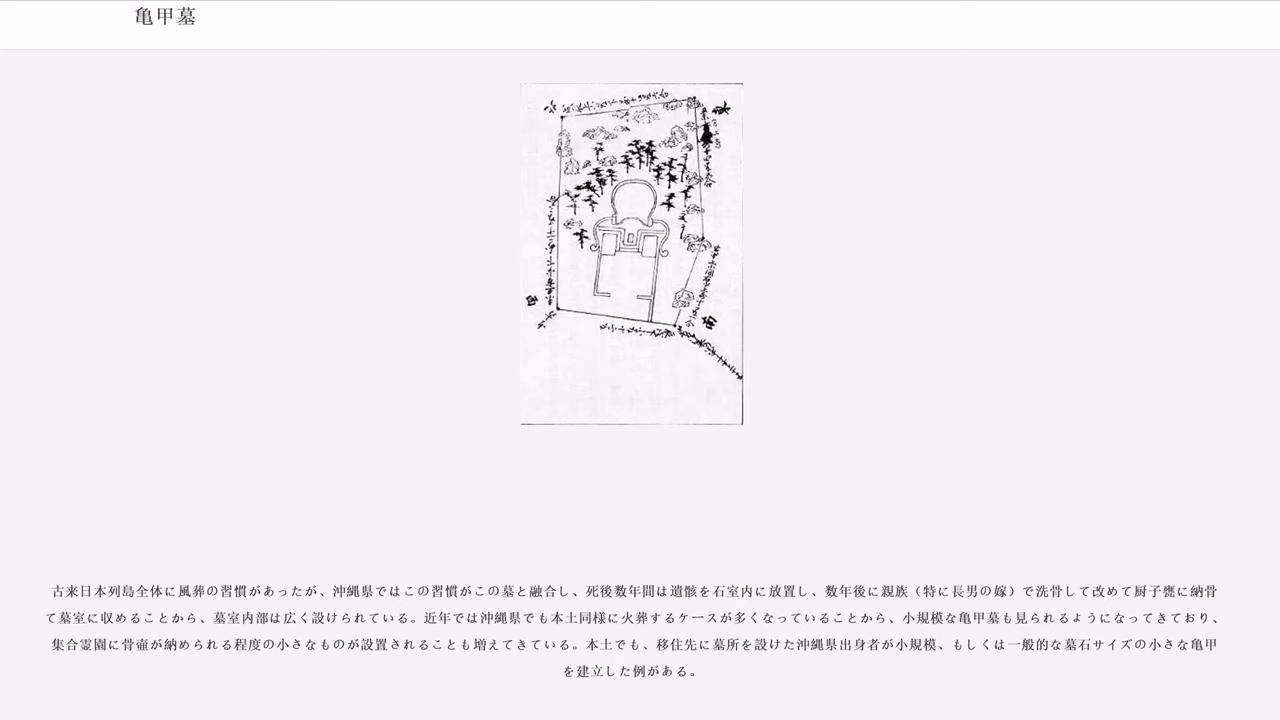 亀甲墓
古来日本列島全体に風葬の習慣があったが、沖縄県ではこの習慣がこの墓と融合し、死後数年間は遺骸を石室内に放置し、数年後に親族（特に長男の嫁）で洗骨して改めて厨子甕に納骨
て墓室に収めることから、墓室内部は広く設けられている。近年では沖縄県でも本土同様に火葬するケースが多くなっていることから、小規模な亀甲墓も見られるようになってきており、
集合霊園に骨壷が納められる程度の小さなものが設置されることも増えてきている。本土でも、移住先に墓所を設けた沖縄県出身者が小規模、もしくは一般的な墓石サイズの小さな亀甲
を建立した例がある。